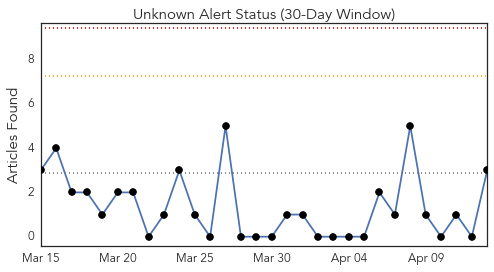 Unknown Alert Status (30-Day Window)
Articles Found
8
6
4
2
0
Mar 15 Mar 20 Mar 25 Mar 30 Apr 04 Apr 09